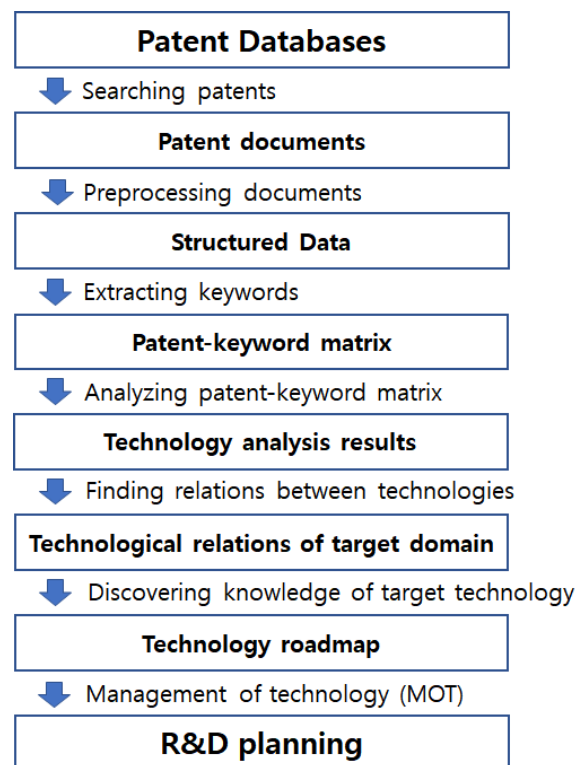 Patent Databases
Searching patents
Patent documents
Preprocessing documents
Structured Data
Extracting keywords
Patent-keyword matrix
Analyzing patent-keyword matrix
Technology analysis results
Finding relations between technologies
Technological relations of target domain
Discovering knowledge of target technology
Technology roadmap
Management of technology (MOT)
R&D planning